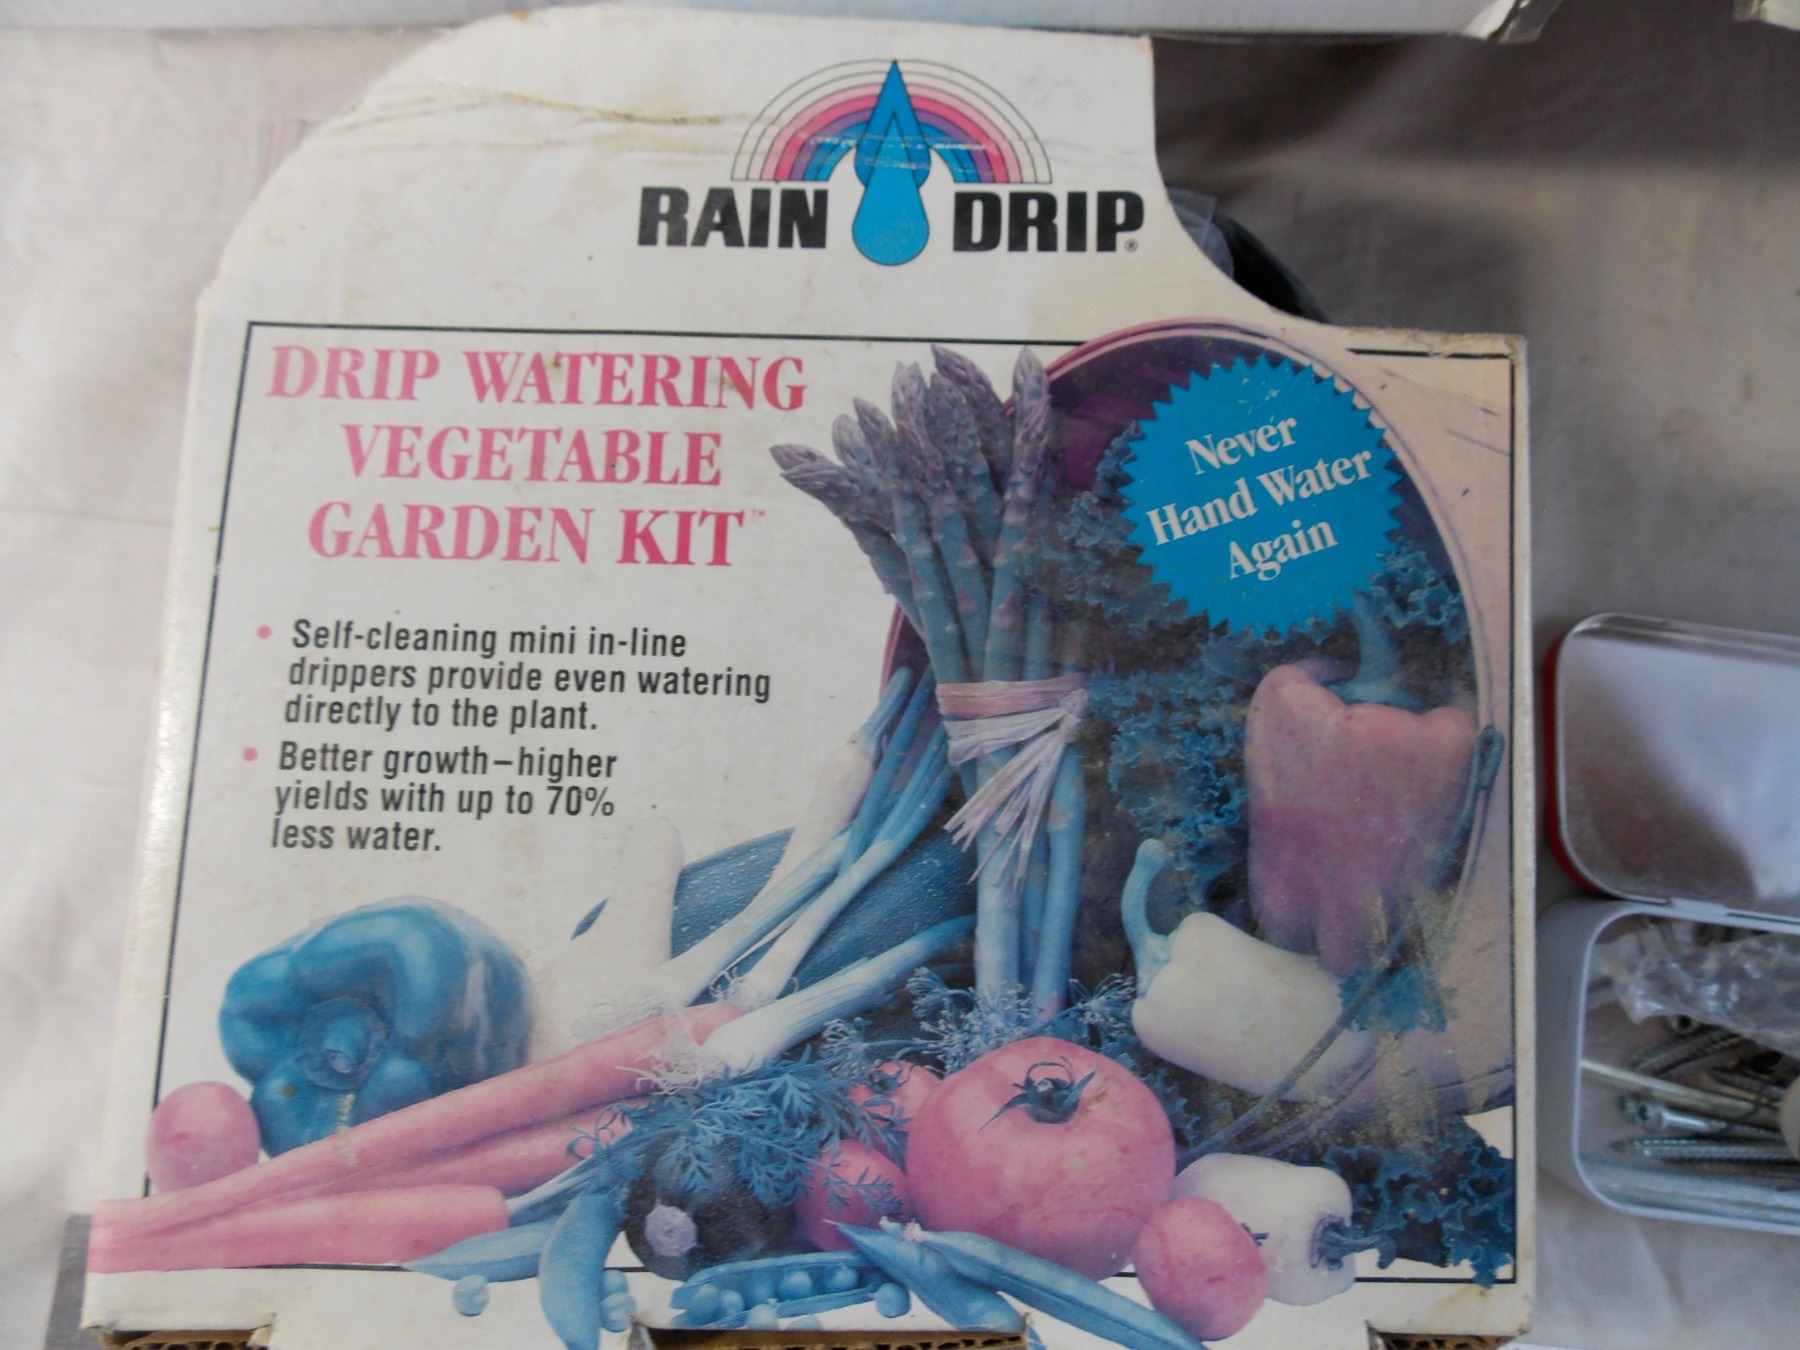 RAIN DRIP®
DRIP WATERING
VEGETABLE
GARDEN KIT™
Never
Hand Water
Again
• Self-cleaning mini in-line
drippers provide even watering
directly to the plant.
• Better growth–higher
yields with up to 70%
less water.